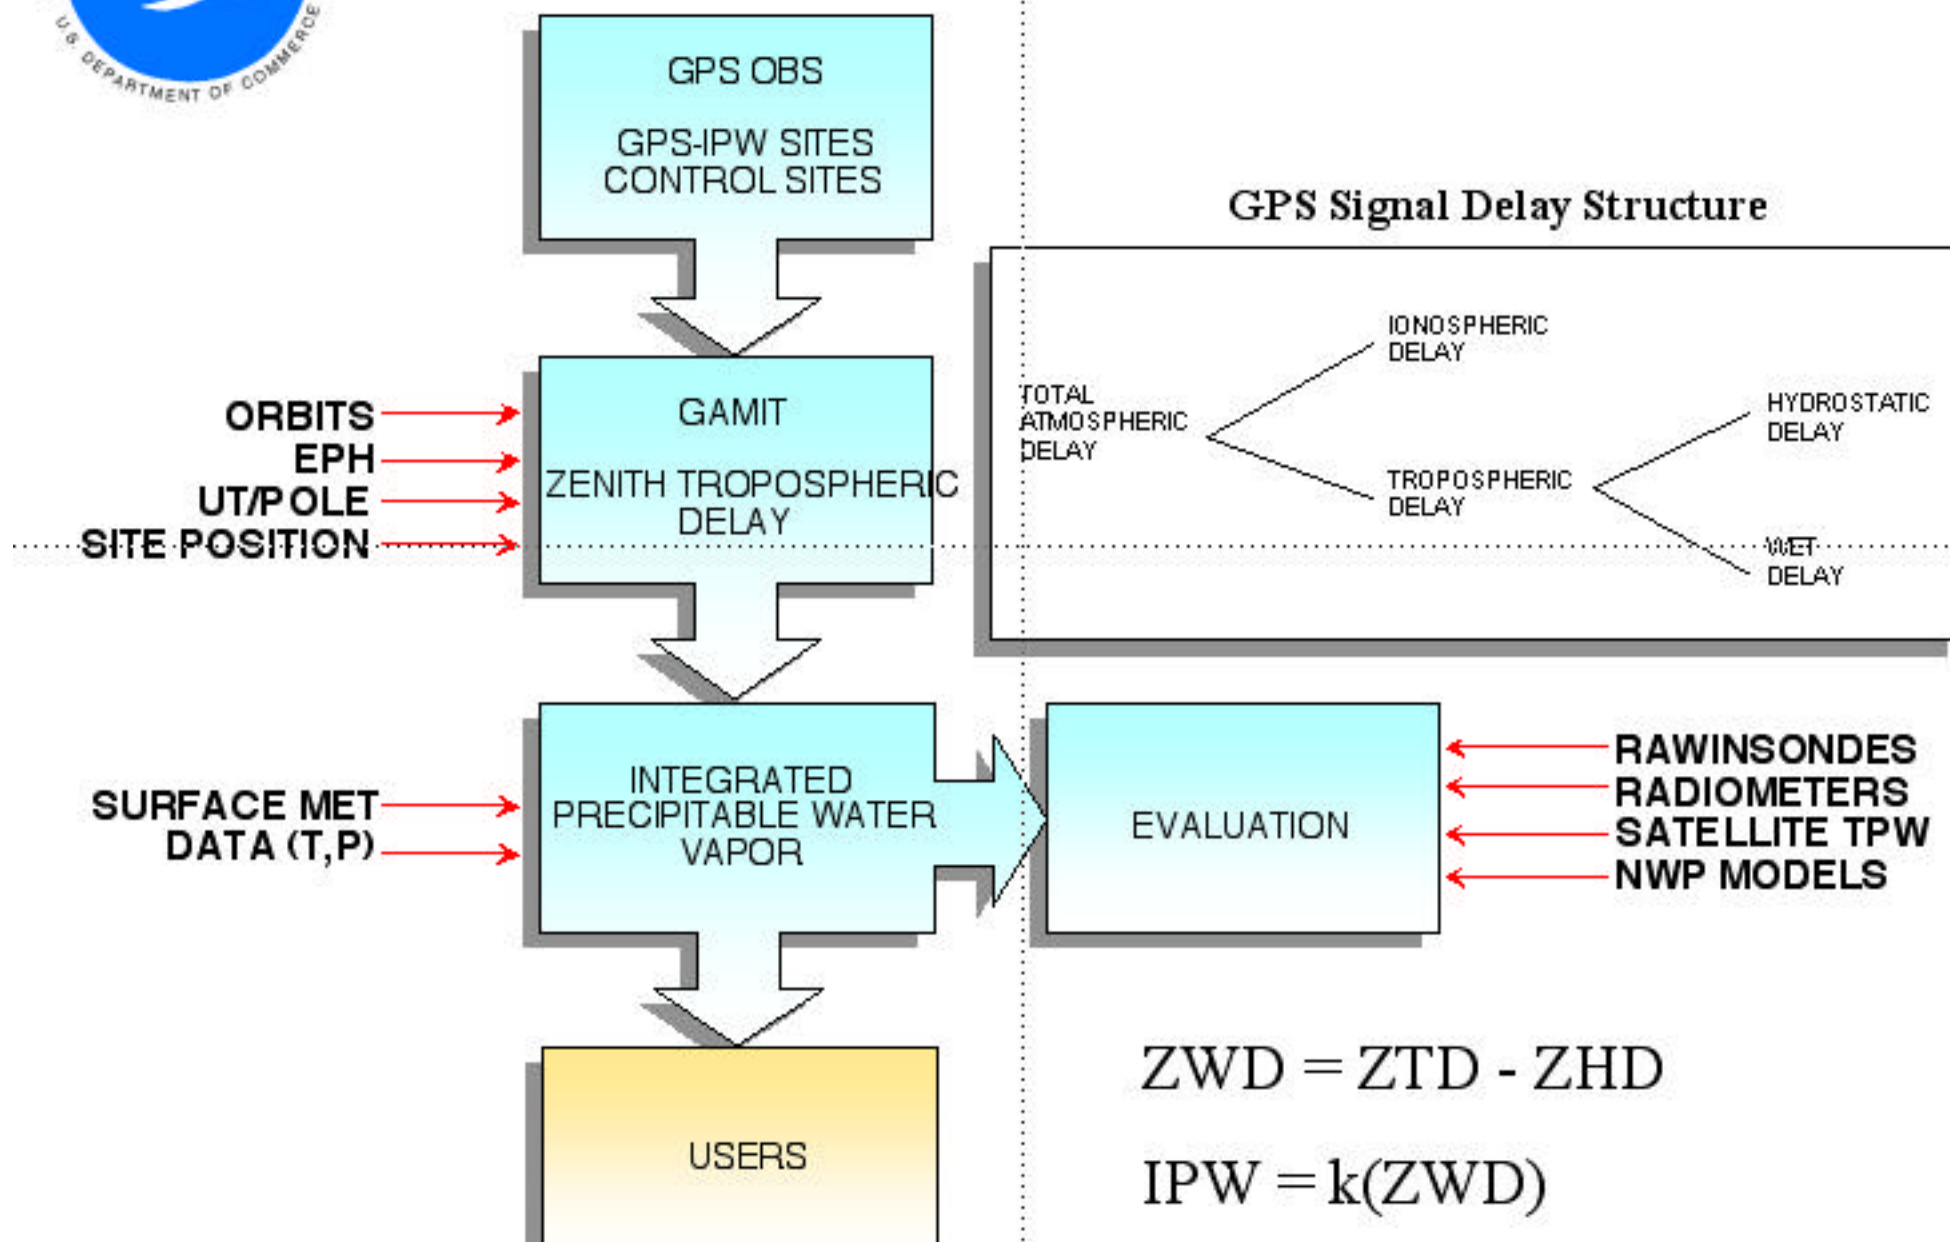 U.S. DEPARTMENT OF COMMERCE
GPS OBS
GPS-IPW SITES
CONTROL SITES
GPS Signal Delay Structure
IONOSPHERIC
DELAY
TOTAL
ATMOSPHERIC
DELAY
HYDROSTATIC
DELAY
TROPOSPHERIC
DELAY
WET
DELAY
ORBITS
EPH
UT/POLE
SITE POSITION
GAMIT
ZENITH TROPOSPHERIC
DELAY
SURFACE MET
DATA (T,P)
INTEGRATED
PRECIPITABLE WATER
VAPOR
EVALUATION
RAWINSONDES
RADIOMETERS
SATELLITE TPW
NWP MODELS
USERS
ZWD = ZTD - ZHD
IPW = k(ZWD)